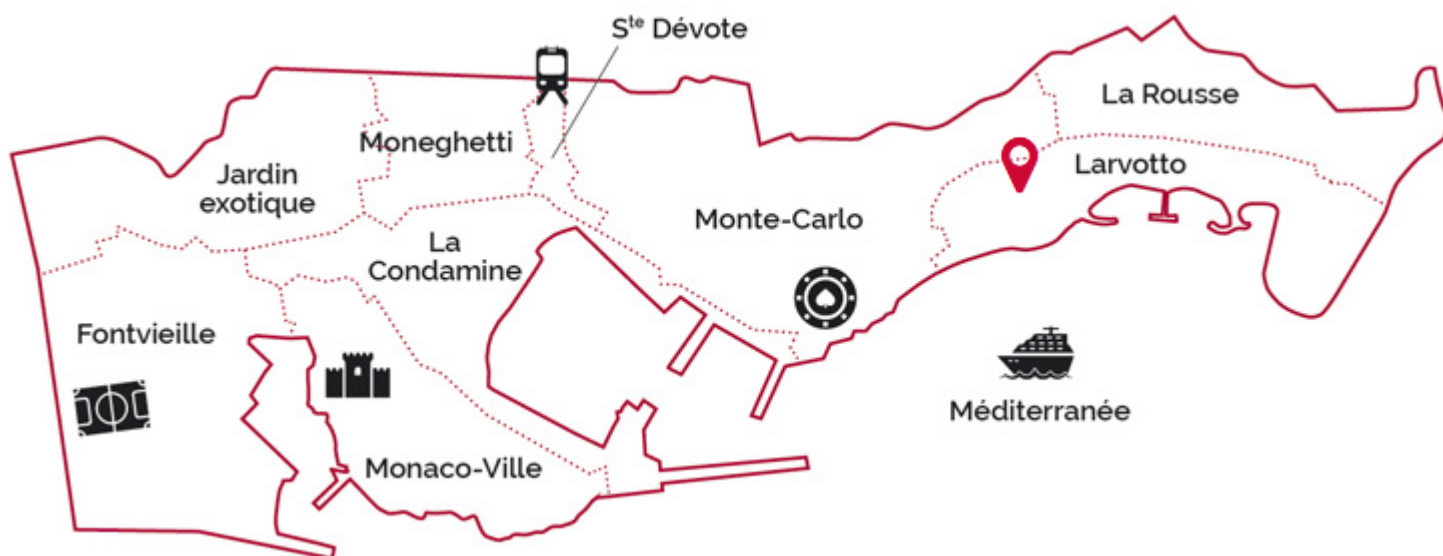 Sᵗᵉ Dévote
La Rousse
Moneghetti
Larvotto
Jardin
exotique
Monte-Carlo
La
Condamine
Fontvieille
Méditerranée
Monaco-Ville